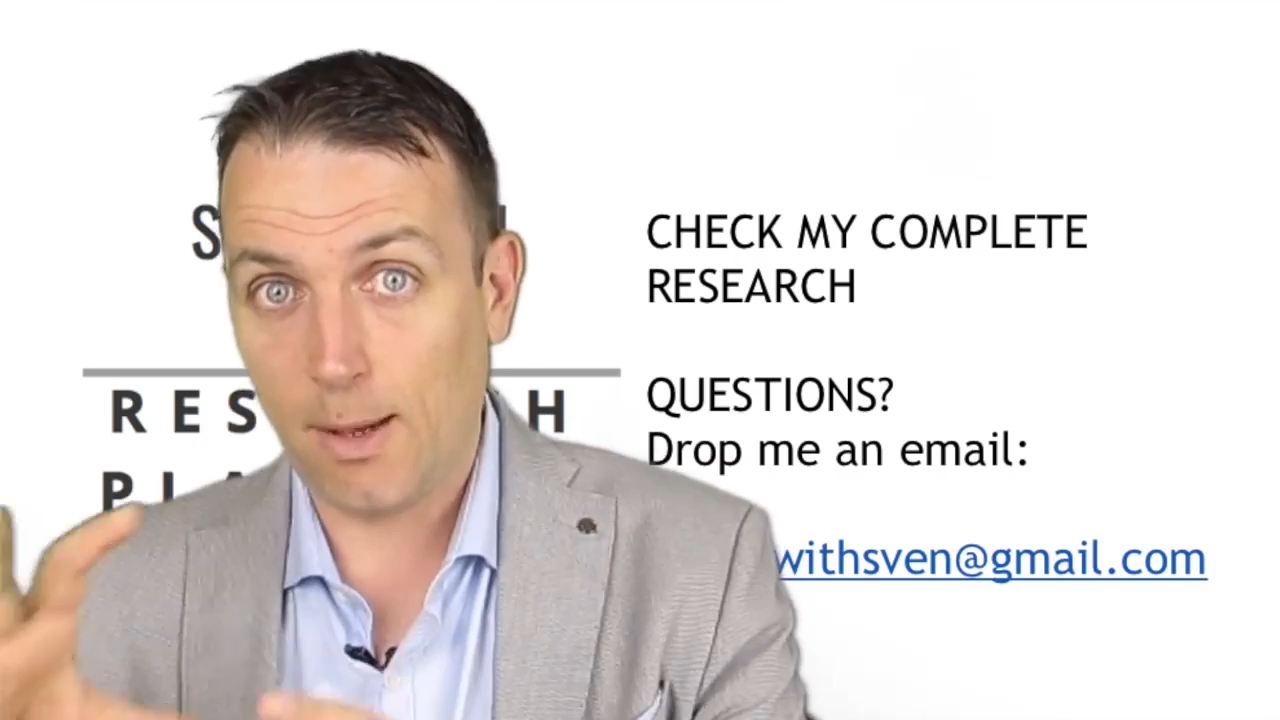 CHECK MY COMPLETE
RESEARCH
QUESTIONS?
Drop me an email:
withsven@gmail.com